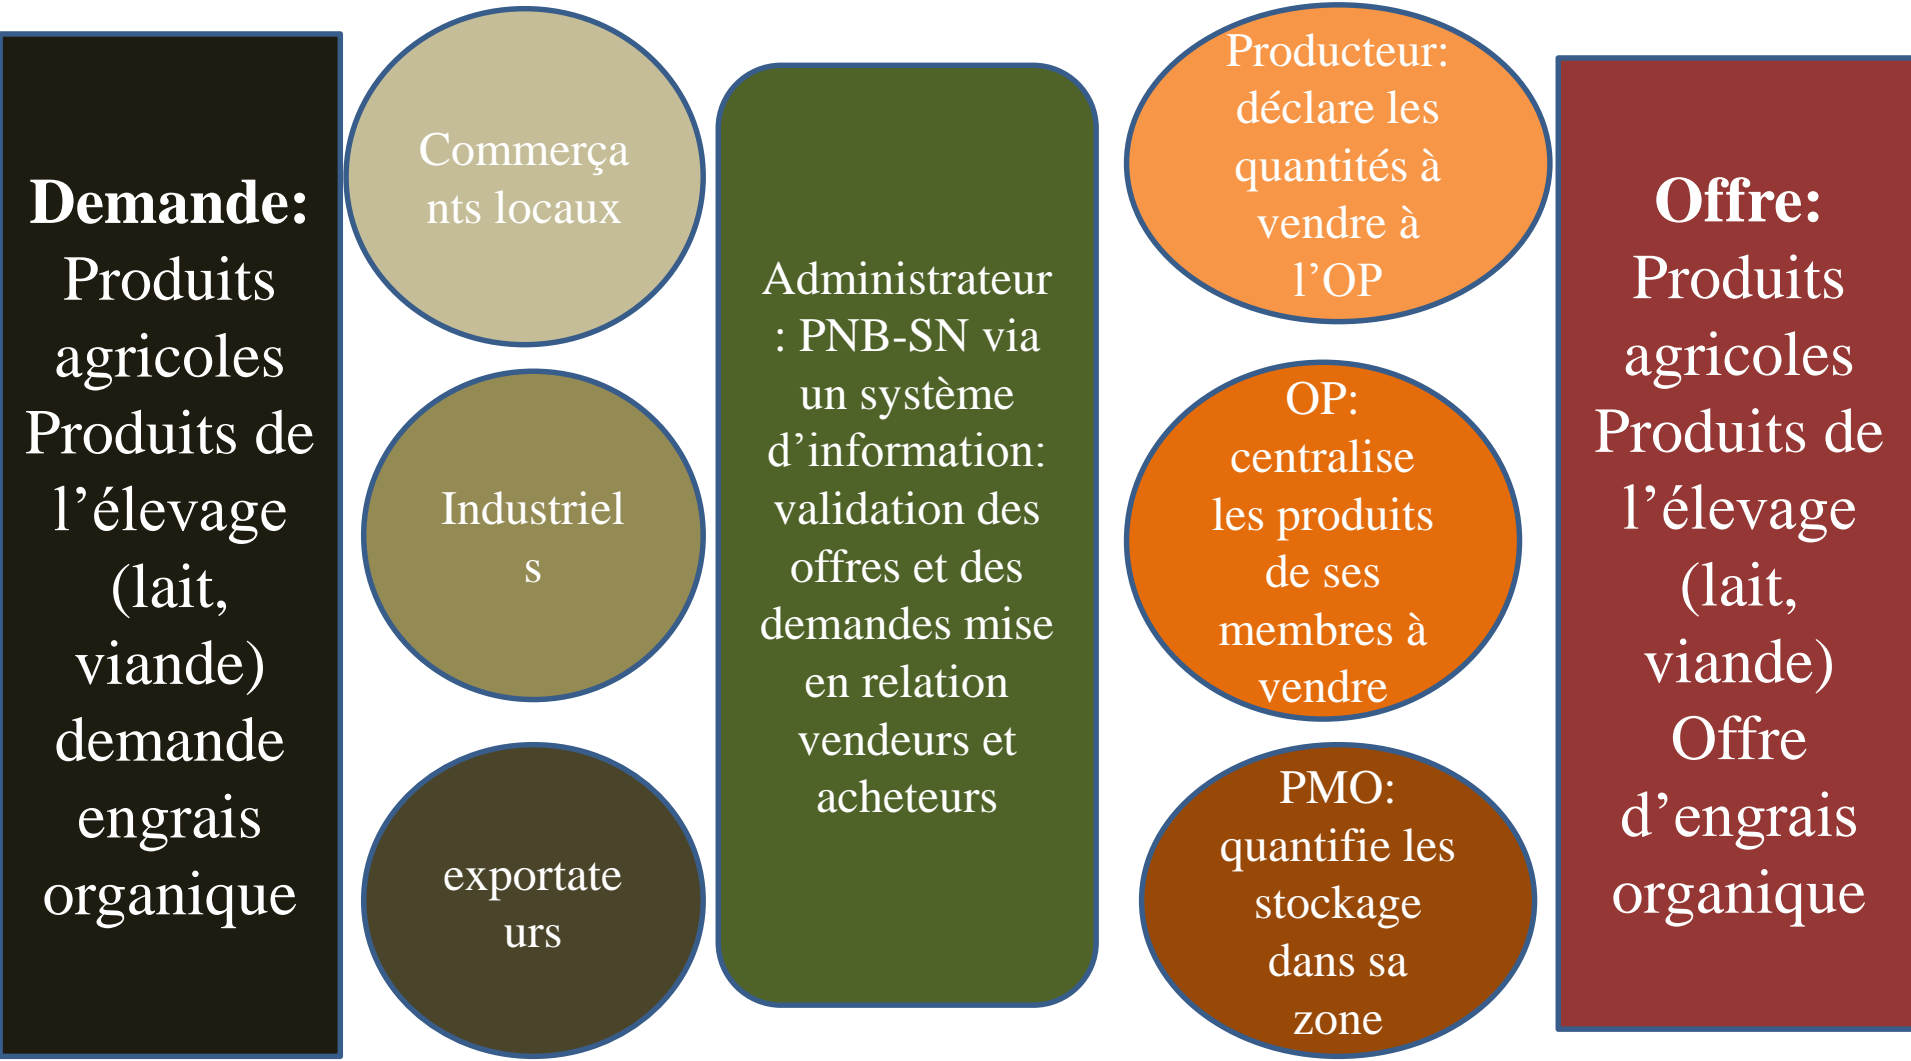 Demande:
Produits
agricoles
Produits de
l’élevage
(lait,
viande)
demande
engrais
organique
Commerça
nts locaux
Industriel
s
exportate
urs
Administrateur
: PNB-SN via
un système
d’information:
validation des
offres et des
demandes mise
en relation
vendeurs et
acheteurs
Producteur:
déclare les
quantités à
vendre à
l’OP
OP:
centralise
les produits
de ses
membres à
vendre
PMO:
quantifie les
stockage
dans sa
zone
Offre:
Produits
agricoles
Produits de
l’élevage
(lait,
viande)
Offre
d’engrais
organique